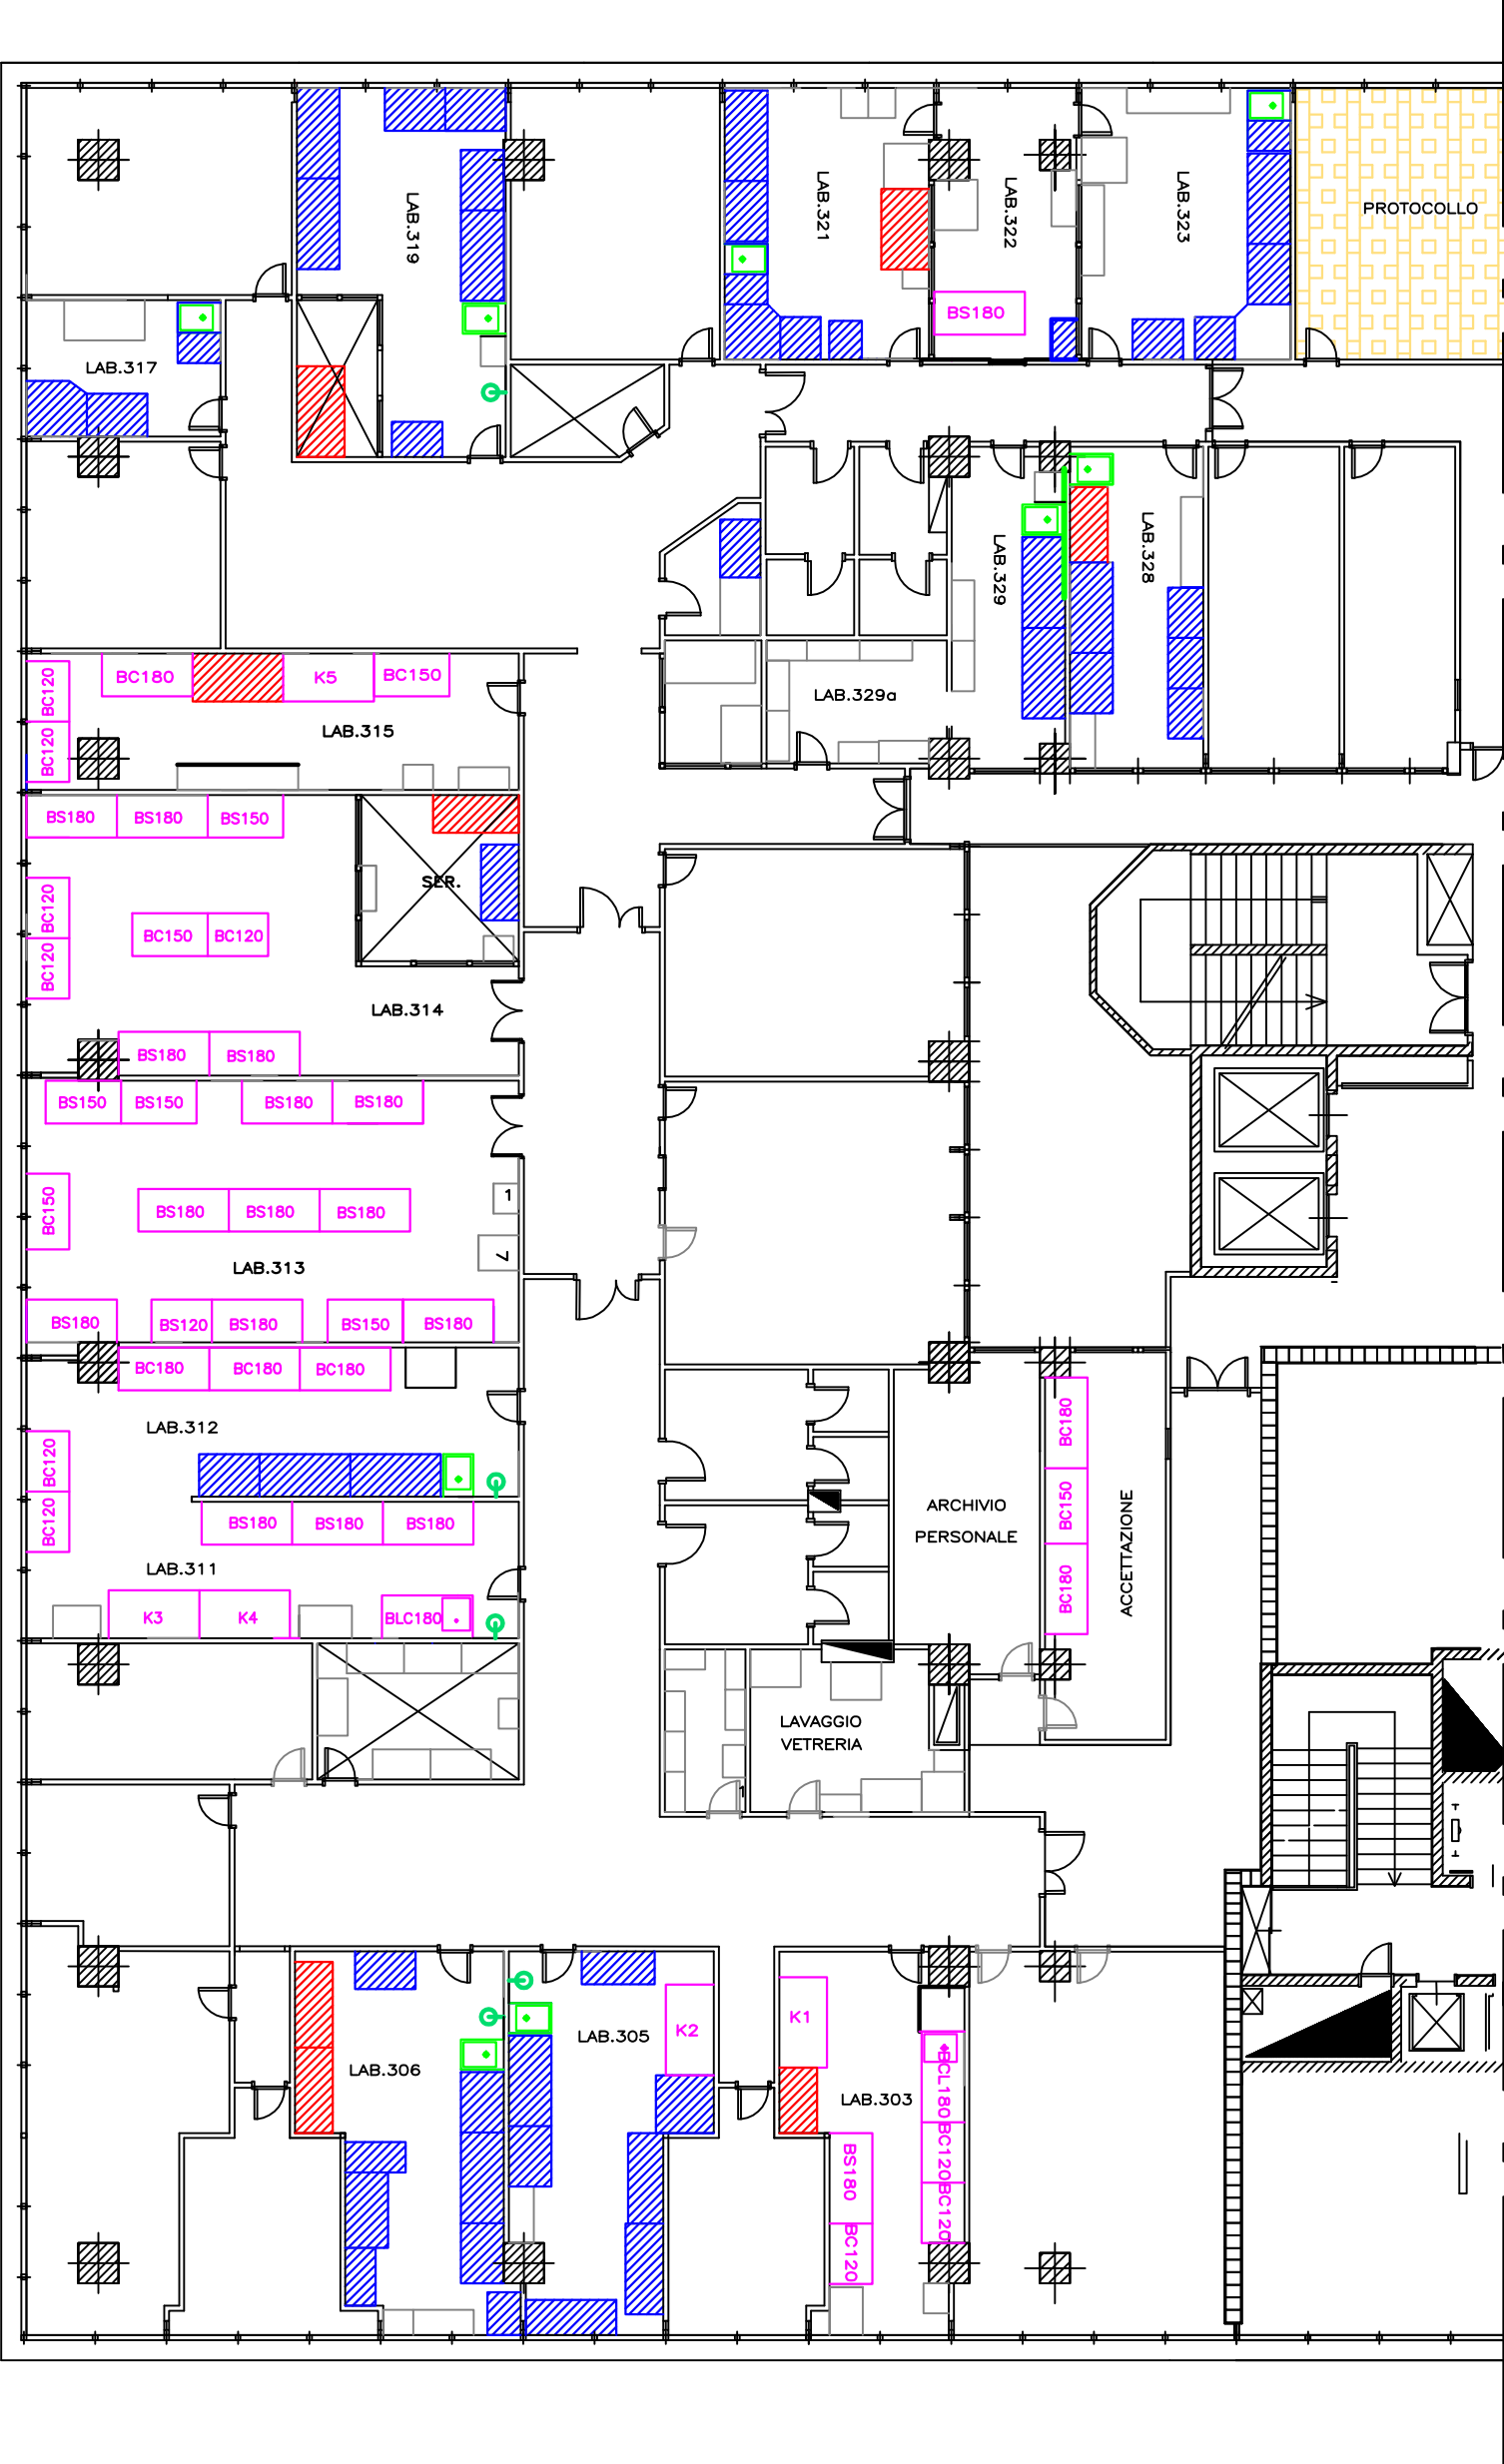 PROTOCOLLO
LAB.319
LAB.321
LAB.322
LAB.323
BS180
LAB.317
LAB.329
LAB.328
LAB.329a
BC120
BC120
BC180
K5
BC150
LAB.315
BS180
BS180
BS150
SER.
BC120
BC120
BC150
BC120
LAB.314
BS180
BS180
BS150
BS150
BS180
BS180
BC150
BS180
BS180
BS180
1
7
LAB.313
BS180
BS120
BS180
BS150
BS180
BC180
BC180
BC180
LAB.312
BC120
BC120
BS180
BS180
BS180
LAB.311
K3
K4
BLC180
ARCHIVIO
PERSONALE
BC180
BC150
BC180
ACCETTAZIONE
LAVAGGIO
VETRERIA
1
LAB.306
LAB.305
K2
K1
LAB.303
BCL180
BC120
BC120
BS180
BC120